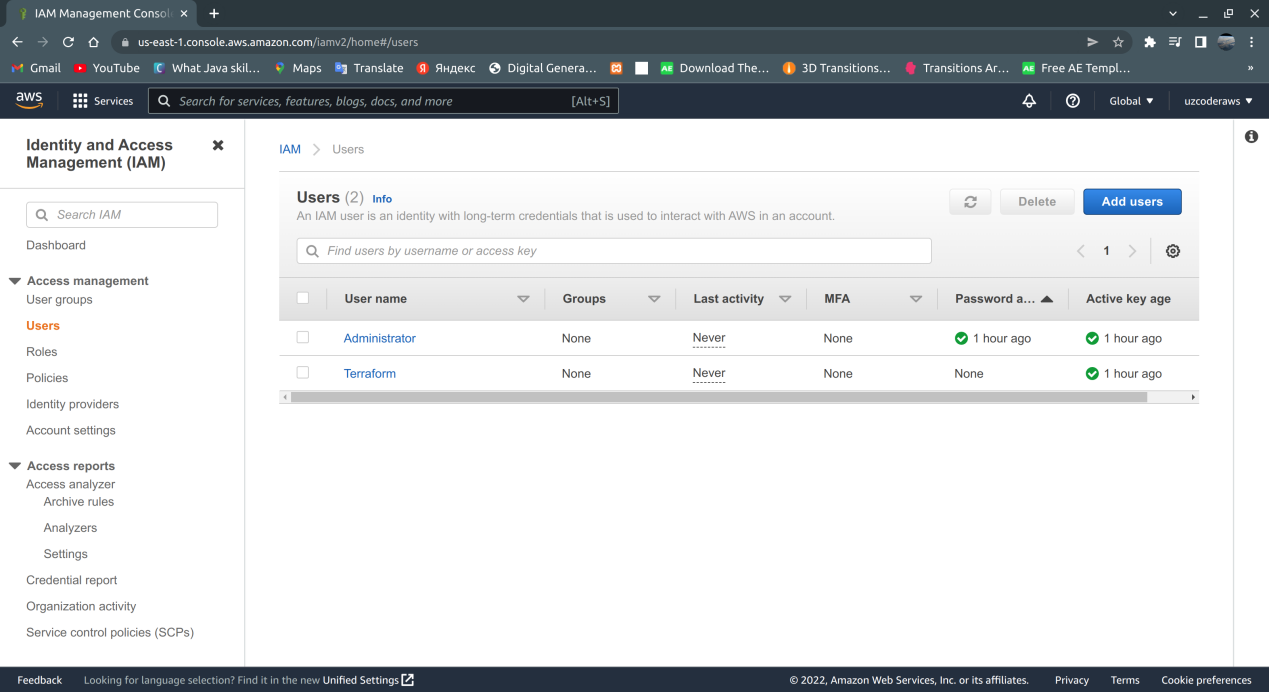 IAM Management Consol
us-east-1.console.aws.amazon.com/iamv2/home#/users
Gmail YouTube What Java skil... Maps Translate Яндекс Digital Genera... Download The... 3D Transitions... Transitions Ar... Free AE Templ... »
aws Services Search for services, features, blogs, docs, and more [Alt+S] Global uzcoderaws
Identity and Access
Management (IAM)
Search IAM
Dashboard
Access management
User groups
Users
Roles
Policies
Identity providers
Account settings
Access reports
Access analyzer
Archive rules
Analyzers
Settings
Credential report
Organization activity
Service control policies (SCPs)
IAM Users
Users (2) Info
An IAM user is an identity with long-term credentials that is used to interact with AWS in an account.
Delete Add users
Find users by username or access key
1
User name Groups Last activity MFA Password a... Active key age
Administrator None Never None 1 hour ago 1 hour ago
Terraform None Never None None 1 hour ago
Feedback Looking for language selection? Find it in the new Unified Settings © 2022, Amazon Web Services, Inc. or its affiliates. Privacy Terms Cookie preferences